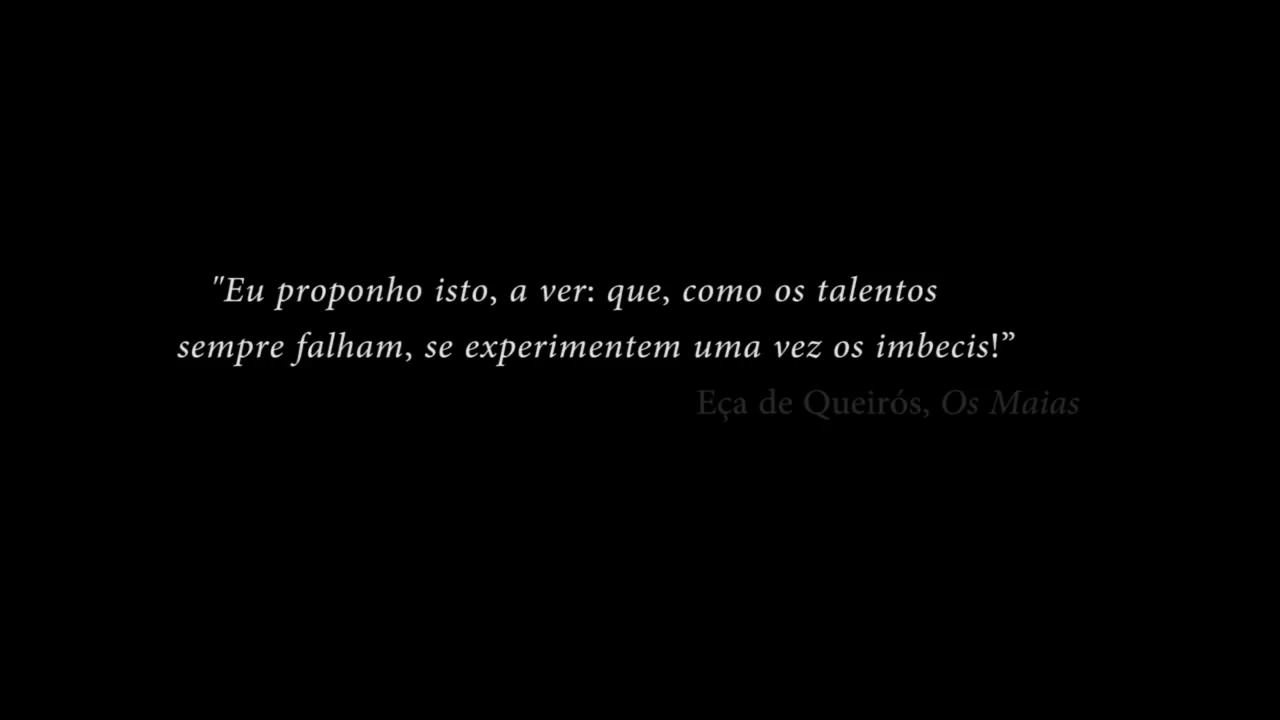 "Eu proponho isto, a ver: que, como os talentos
sempre falham, se experimentem uma vez os imbecis!”
Eça de Queirós, Os Maias